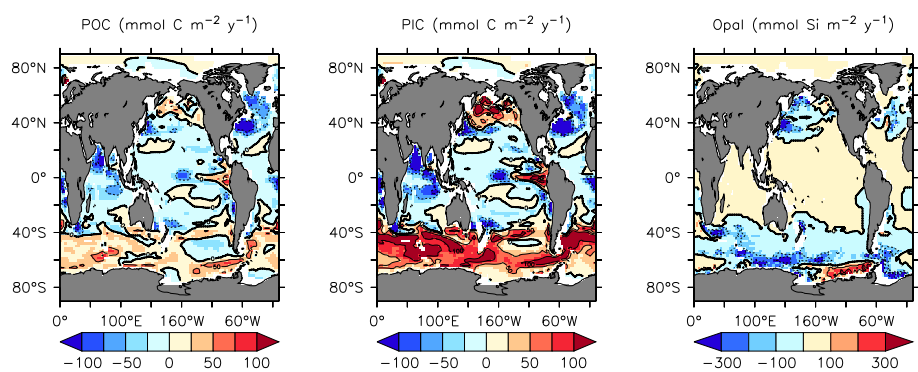 POC (mmol C m⁻² y⁻¹) PIC (mmol C m⁻² y⁻¹) Opal (mmol Si m⁻² y⁻¹)
80°N 80°N 80°N
40°N 40°N 40°N
0° 0° 0°
40°S 40°S 40°S
80°S 80°S 80°S
0° 100°E 160°W 60°W 0° 100°E 160°W 60°W 0° 100°E 160°W 60°W
−100 −50 0 50 100 −100 −50 0 50 100 −300 −100 100 300